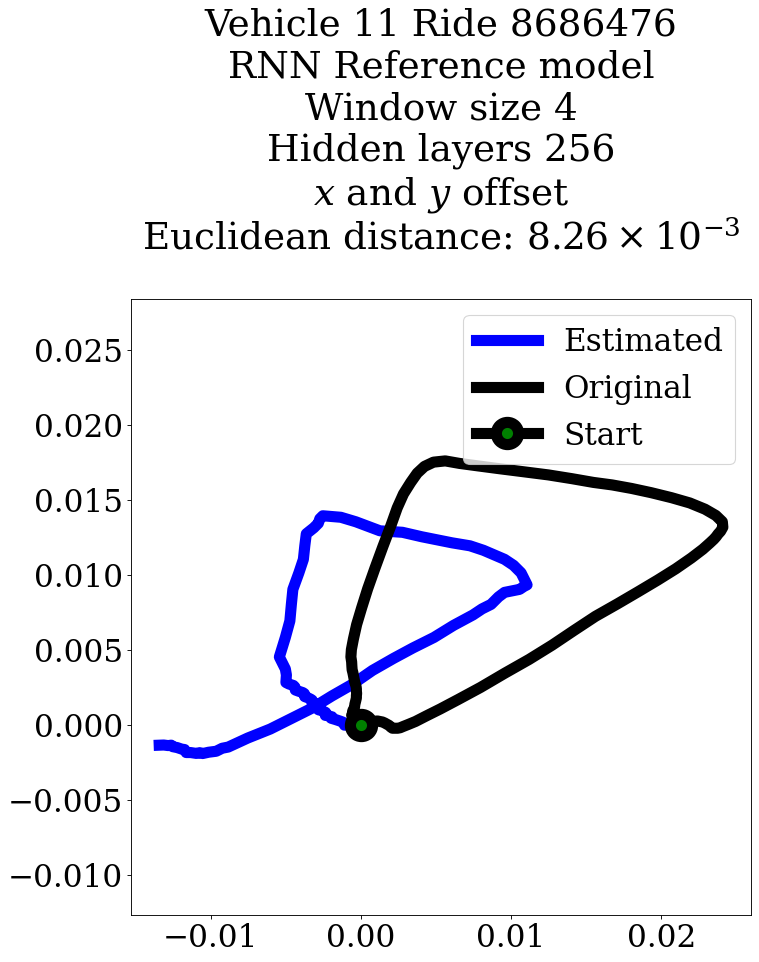 Vehicle 11 Ride 8686476
RNN Reference model
Window size 4
Hidden layers 256
x and y offset
Euclidean distance: 8.26 × 10⁻³
Estimated
Original
Start
0.025
0.020
0.015
0.010
0.005
0.000
−0.005
−0.010
−0.01 0.00 0.01 0.02